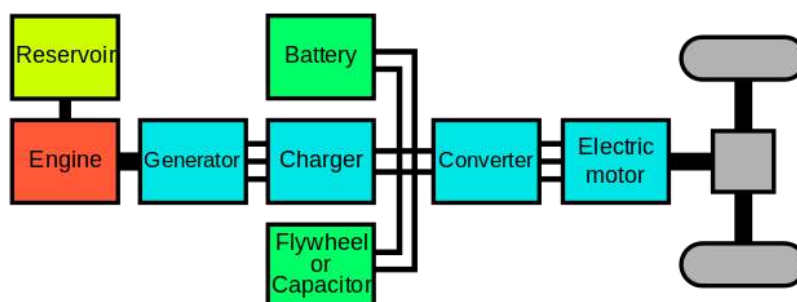 Reservoir
Battery
Engine
Generator
Charger
Converter
Electric
motor
Flywheel
or
Capacitor